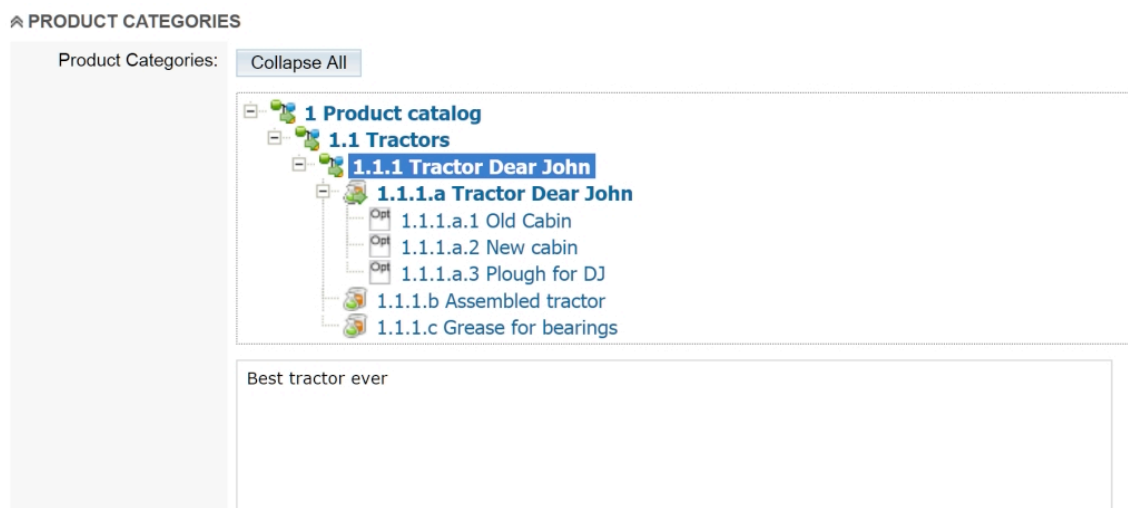 PRODUCT CATEGORIES
Product Categories:
Collapse All
1 Product catalog
1.1 Tractors
1.1.1 Tractor Dear John
1.1.1.a Tractor Dear John
Opt 1.1.1.a.1 Old Cabin
Opt 1.1.1.a.2 New cabin
Opt 1.1.1.a.3 Plough for DJ
1.1.1.b Assembled tractor
1.1.1.c Grease for bearings
Best tractor ever